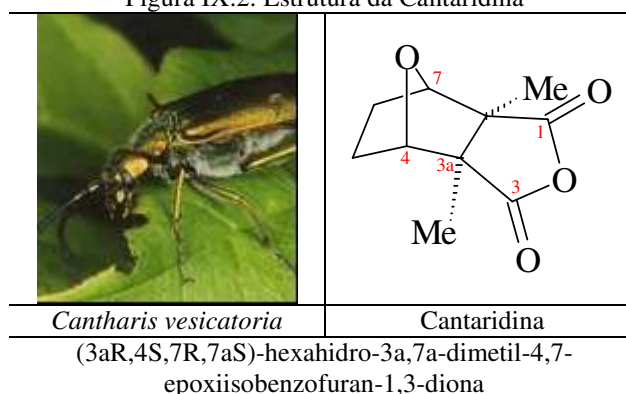 Figura IX.2. Estrutura da Cantaridina
O
7
Me
O
1
4
3a
O
3
Me
O
Cantharis vesicatoria
Cantaridina
(3aR,4S,7R,7aS)-hexahidro-3a,7a-dimetil-4,7-
epoxiisobenzofuran-1,3-diona